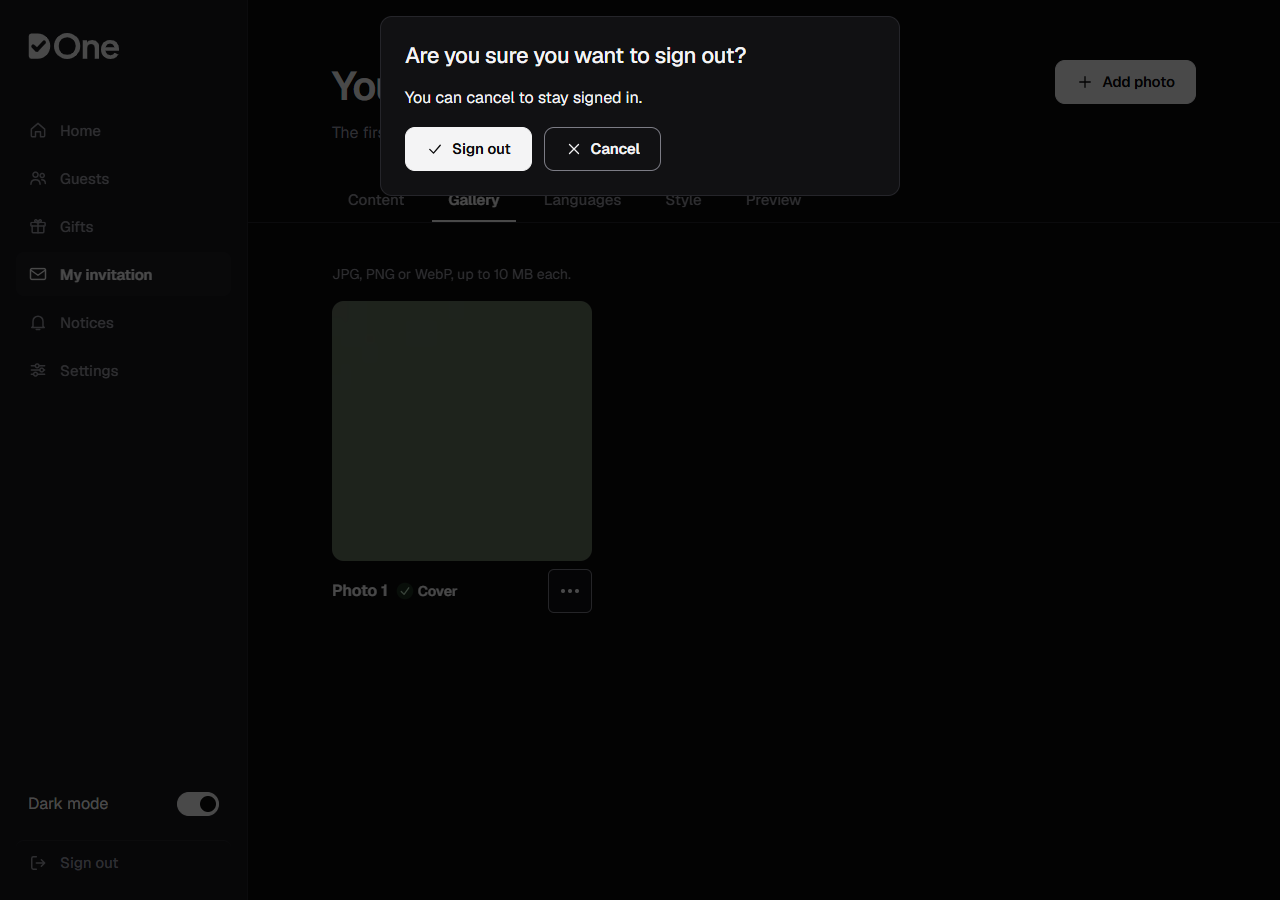 One
Home
Guests
Gifts
My invitation
Notices
Settings
Dark mode
Sign out
Are you sure you want to sign out?
You can cancel to stay signed in.
Sign out
Cancel
Add photo
Content
Gallery
Languages
Style
Preview
JPG, PNG or WebP, up to 10 MB each.
Photo 1
Cover